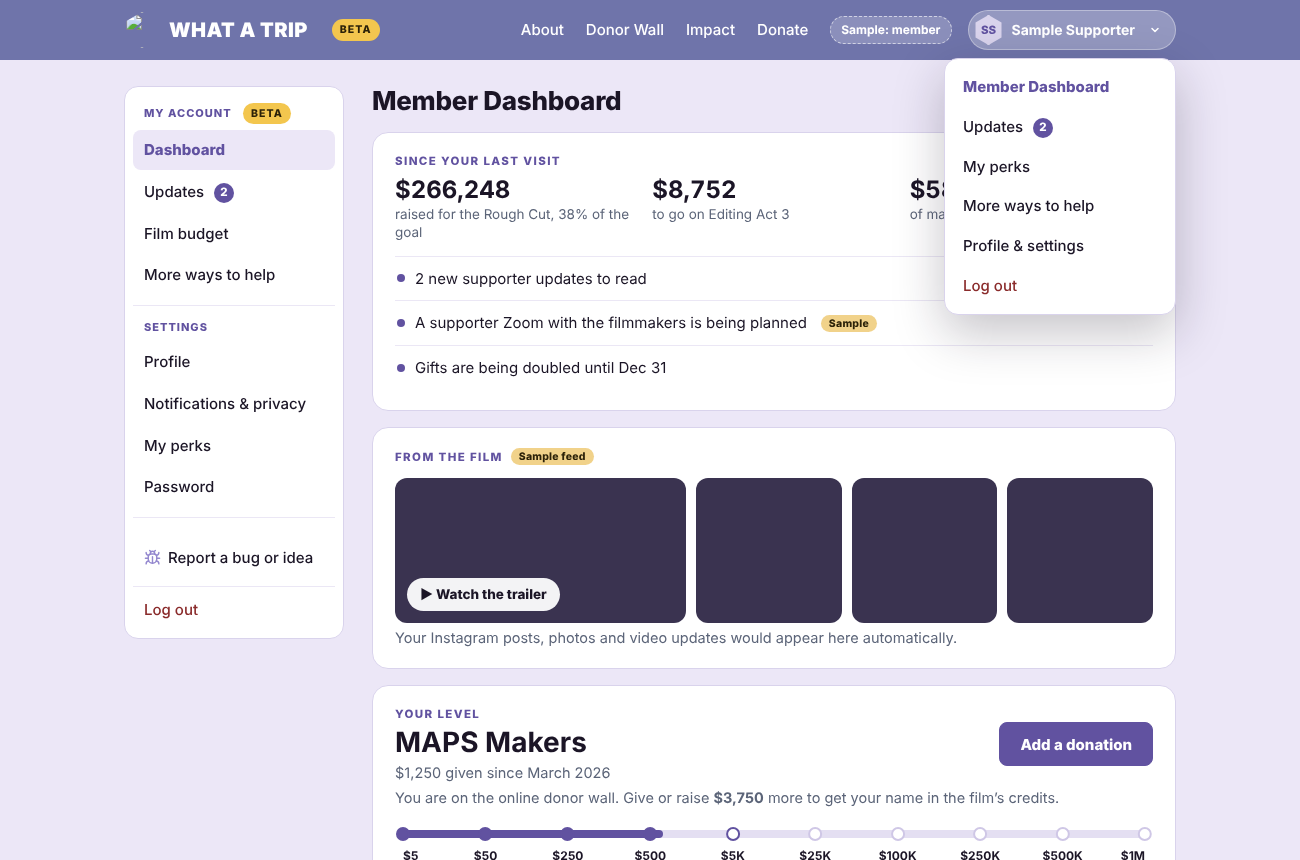 WHAT A TRIP
BETA
About
Donor Wall
Impact
Donate
Sample: member
SS
Sample Supporter
Member Dashboard
Updates 2
My perks
More ways to help
Profile & settings
Log out
MY ACCOUNT BETA
Dashboard
Updates 2
Film budget
More ways to help
SETTINGS
Profile
Notifications & privacy
My perks
Password
Report a bug or idea
Log out
Member Dashboard
SINCE YOUR LAST VISIT
$266,248
raised for the Rough Cut, 38% of the
goal
$8,752
to go on Editing Act 3
2 new supporter updates to read
A supporter Zoom with the filmmakers is being planned Sample
Gifts are being doubled until Dec 31
FROM THE FILM Sample feed
▶ Watch the trailer
Your Instagram posts, photos and video updates would appear here automatically.
YOUR LEVEL
MAPS Makers
$1,250 given since March 2026
Add a donation
You are on the online donor wall. Give or raise $3,750 more to get your name in the film’s credits.
$5 $50 $250 $500 $5K $25K $100K $250K $500K $1M